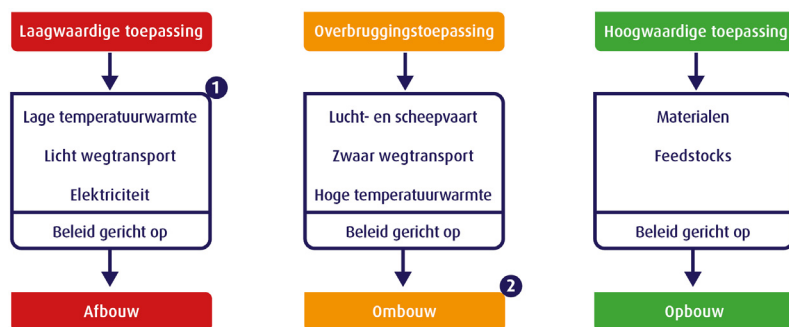 Laagwaardige toepassing
Overbruggingstoepassing
Hoogwaardige toepassing
1
Lage temperatuurwarmte
Licht wegtransport
Elektriciteit
Beleid gericht op
Lucht- en scheepvaart
Zwaar wegtransport
Hoge temperatuurwarmte
Beleid gericht op
Materialen
Feedstocks
Beleid gericht op
Afbouw
2
Ombouw
Opbouw